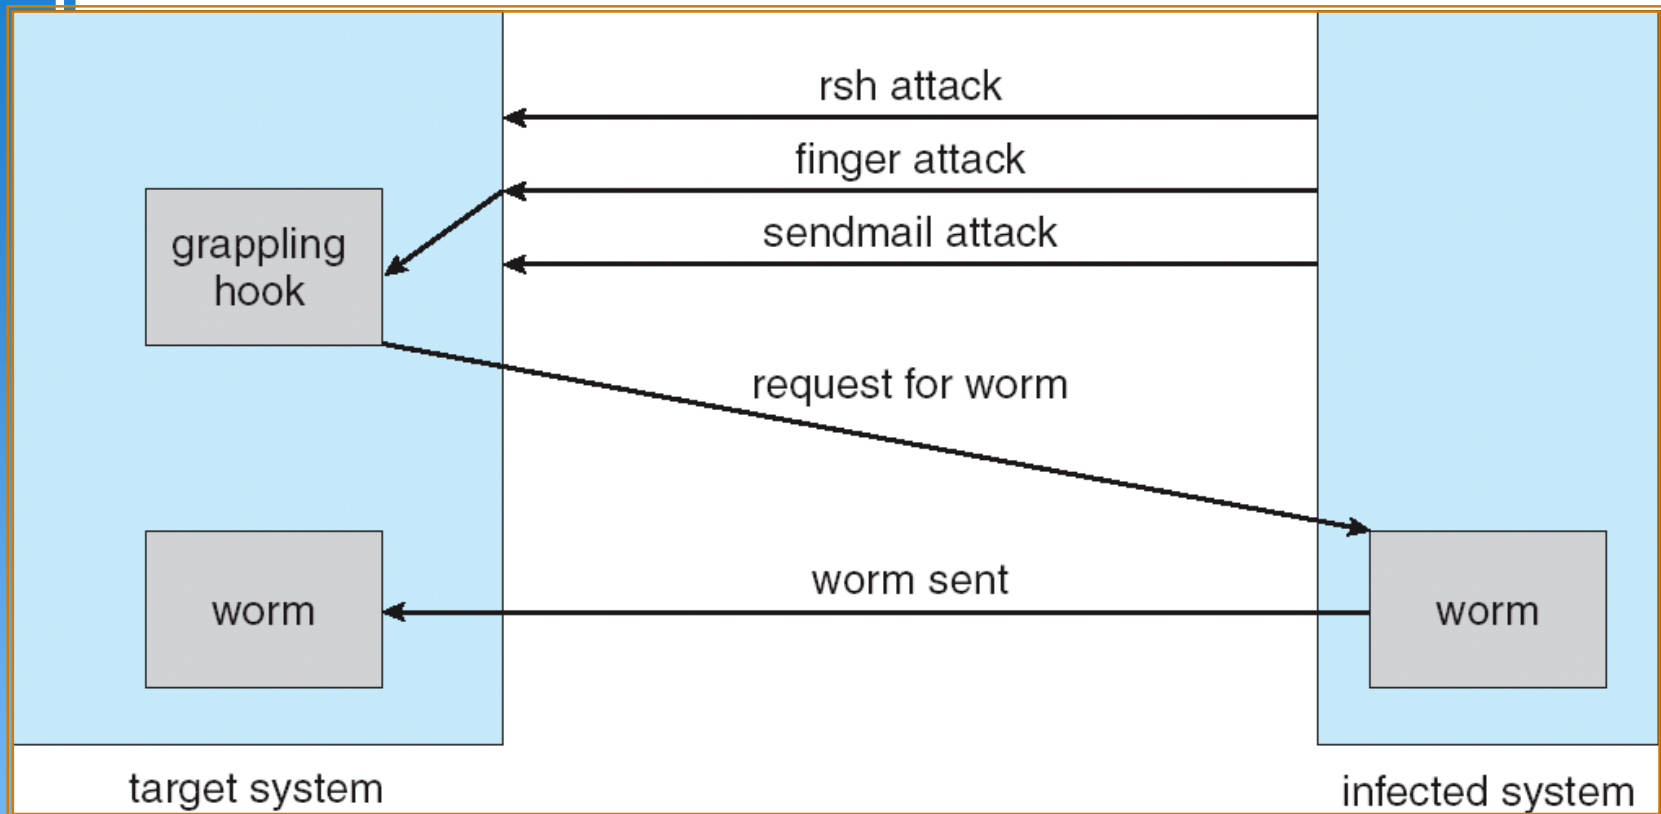 rsh attack
finger attack
sendmail attack
grappling
hook
request for worm
worm sent
worm
worm
target system
infected system